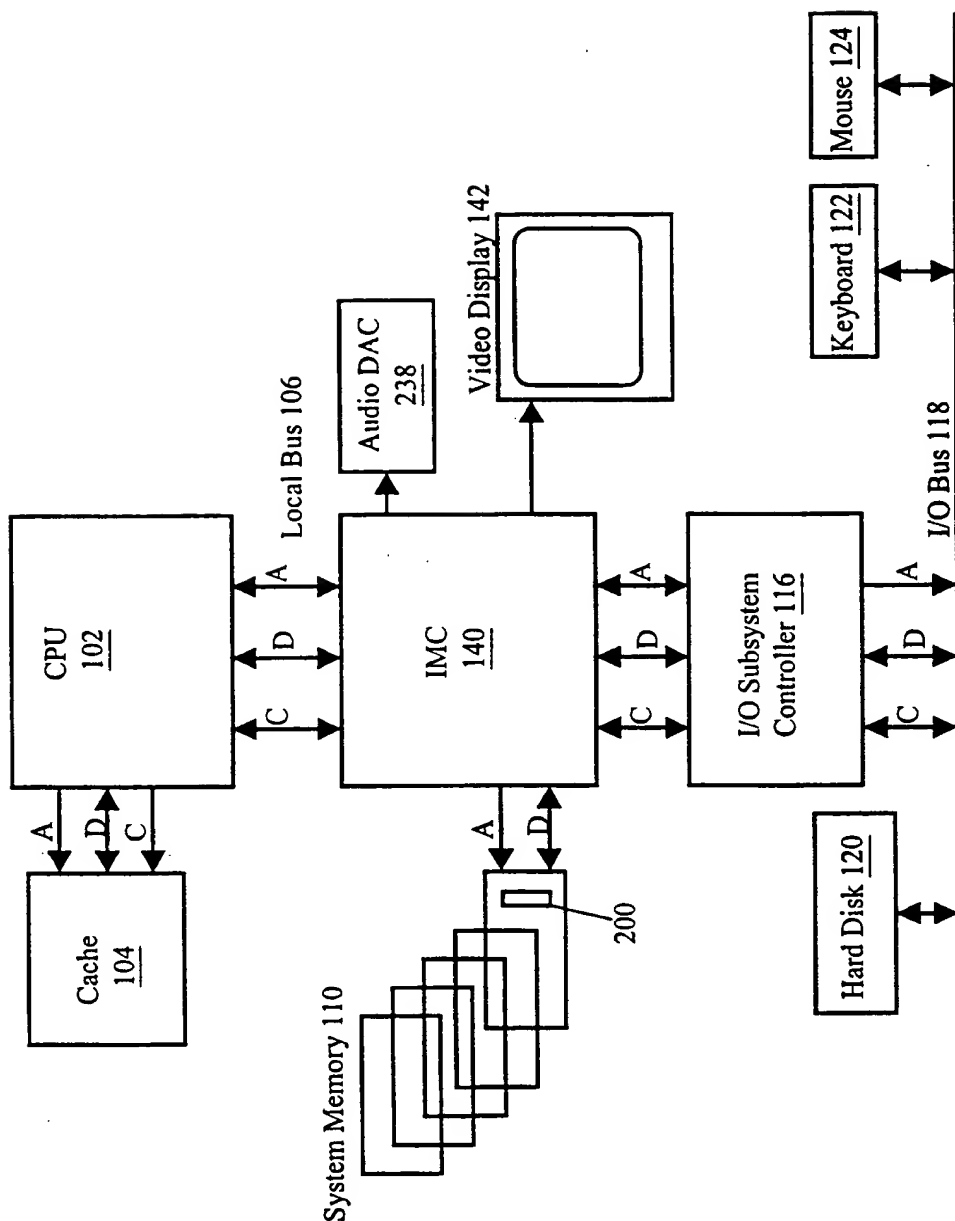 Cache
104
A
D
C
CPU
102
C
D
A
Local Bus 106
System Memory 110
200
A
D
IMC
140
Audio DAC
238
Video Display 142
C
D
A
I/O Subsystem
Controller 116
C
D
A
I/O Bus 118
Hard Disk 120
Keyboard 122
Mouse 124